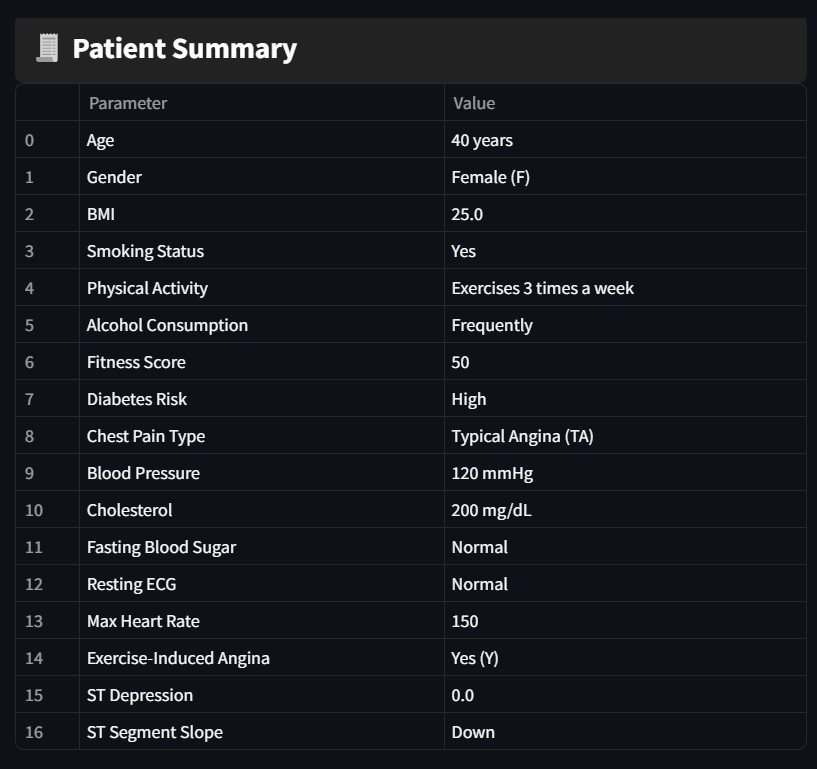 Patient Summary
Parameter Value
0 Age 40 years
1 Gender Female (F)
2 BMI 25.0
3 Smoking Status Yes
4 Physical Activity Exercises 3 times a week
5 Alcohol Consumption Frequently
6 Fitness Score 50
7 Diabetes Risk High
8 Chest Pain Type Typical Angina (TA)
9 Blood Pressure 120 mmHg
10 Cholesterol 200 mg/dL
11 Fasting Blood Sugar Normal
12 Resting ECG Normal
13 Max Heart Rate 150
14 Exercise-Induced Angina Yes (Y)
15 ST Depression 0.0
16 ST Segment Slope Down